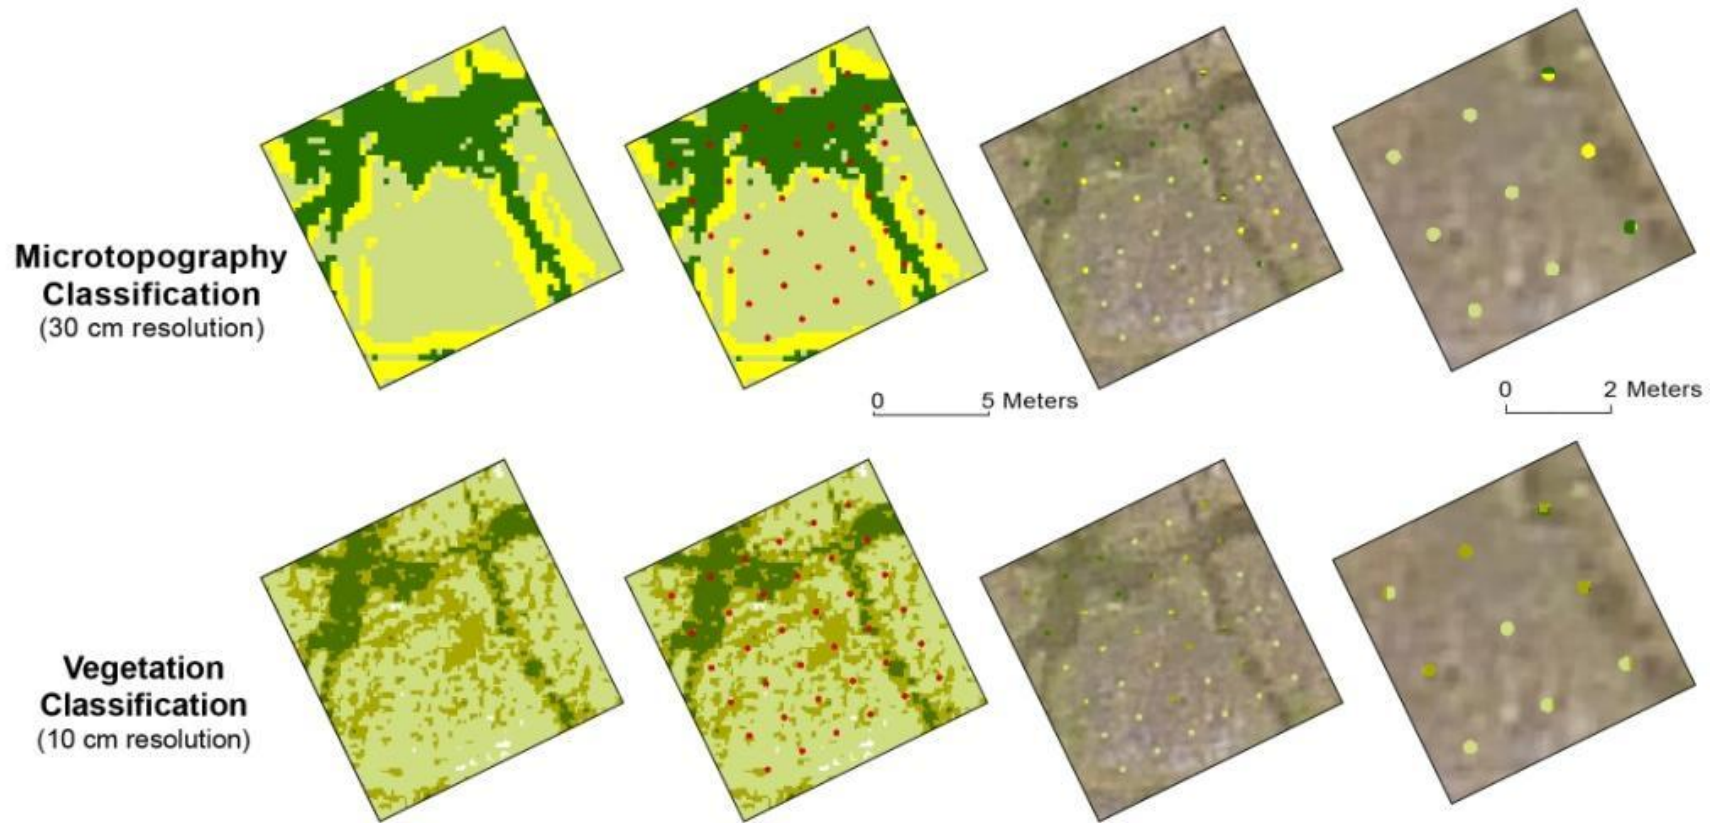 Microtopography
Classification
(30 cm resolution)
0 5 Meters
0 2 Meters
Vegetation
Classification
(10 cm resolution)